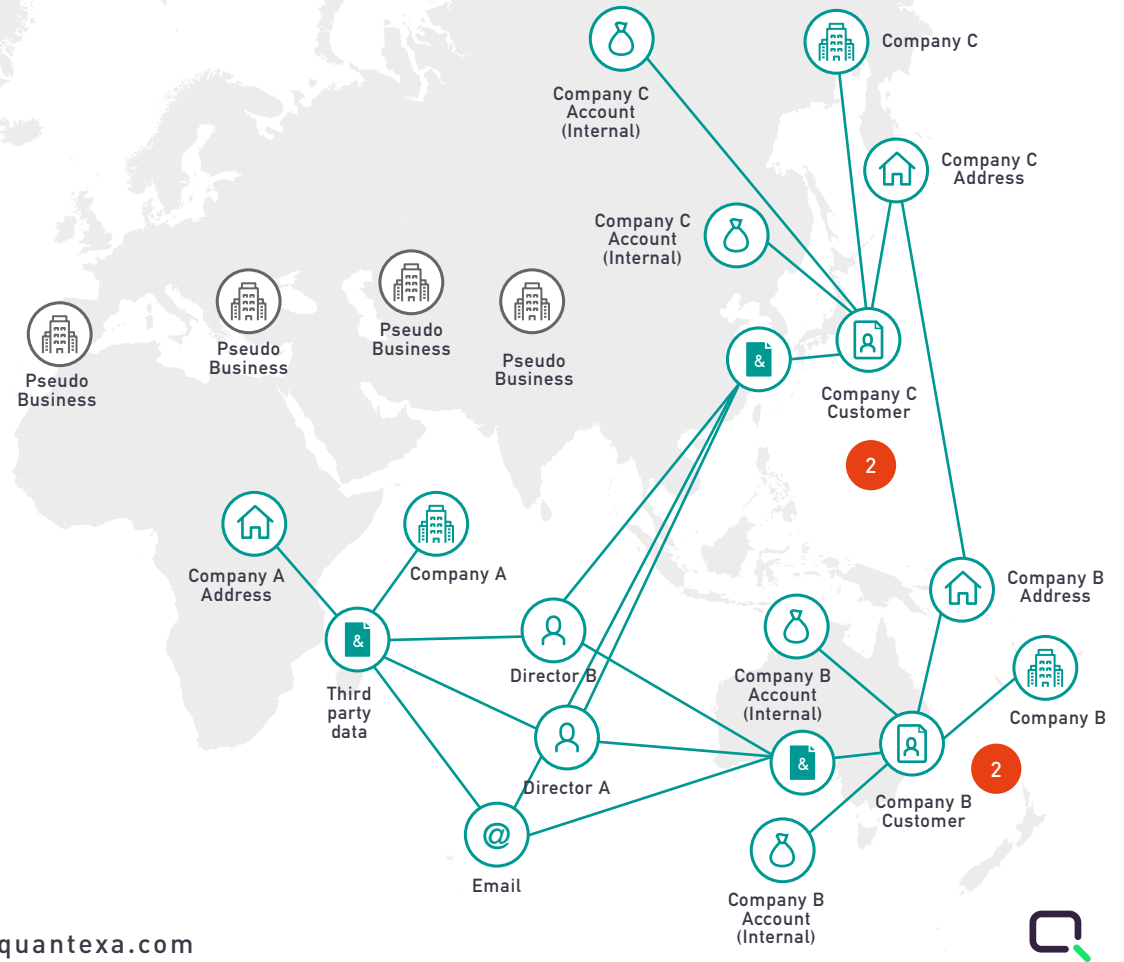 Company C
Company C
Account
(Internal)
Company C
Address
Company C
Account
(Internal)
Pseudo
Business
Pseudo
Business
Pseudo
Business
Pseudo
Business
&
Company C
Customer
2
Company A
Address
Company A
&
Third
party
data
Director B
Director A
@
Email
Company B
Address
Company B
Account
(Internal)
Company B
&
2
Company B
Customer
Company B
Account
(Internal)
quantexa.com